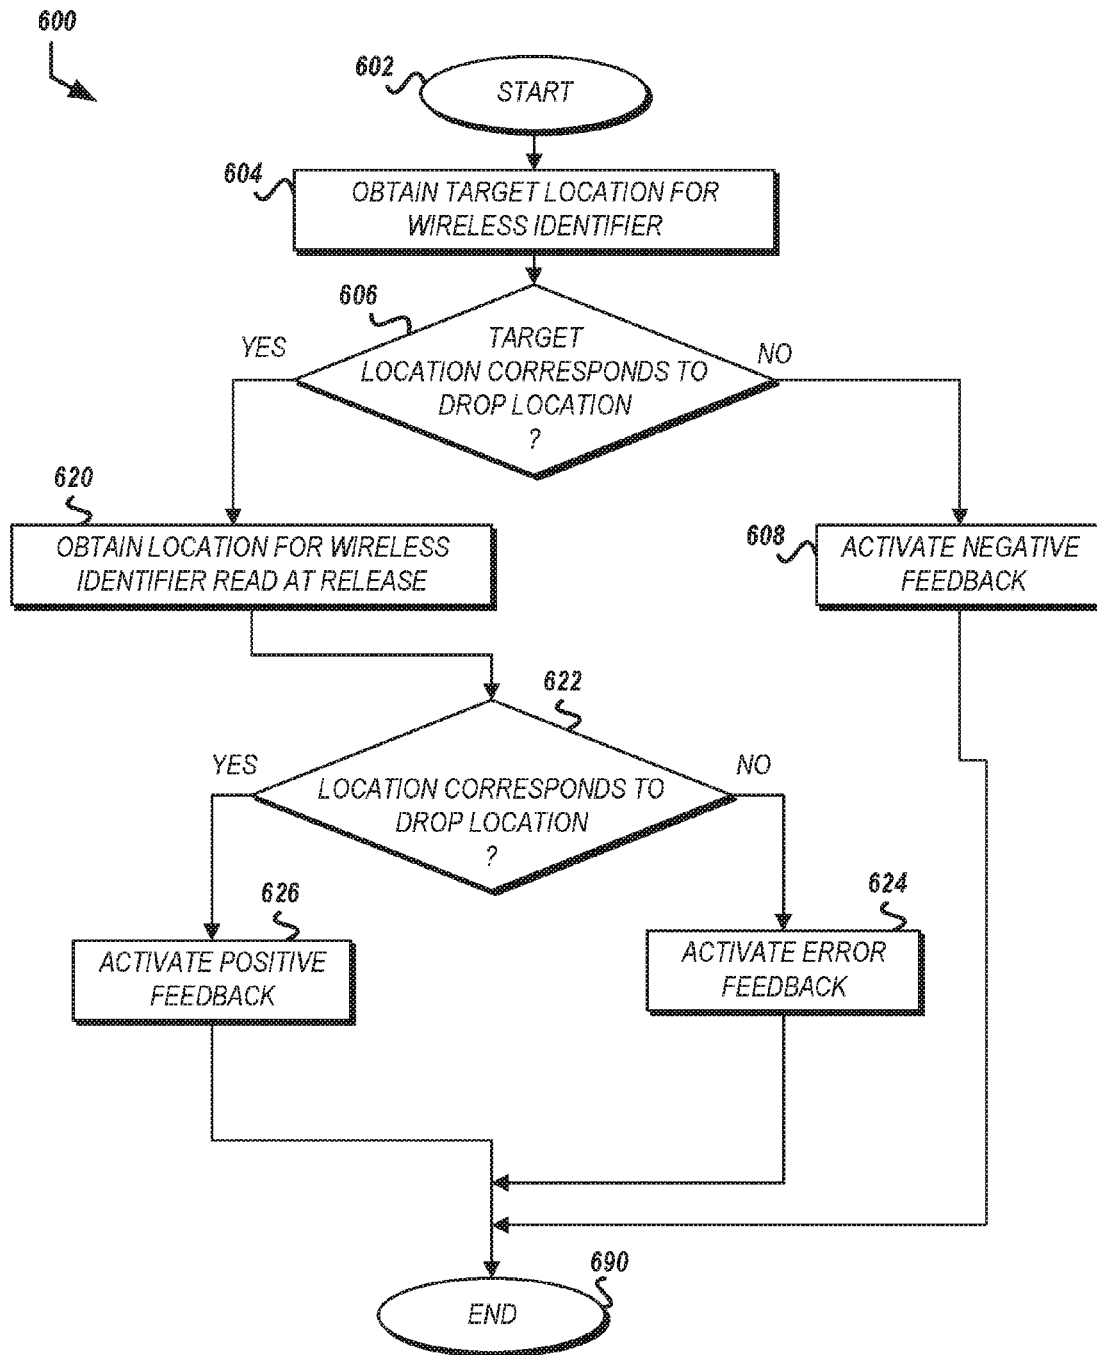 600
602
START
604
OBTAIN TARGET LOCATION FOR
WIRELESS IDENTIFIER
606
YES
NO
TARGET
LOCATION CORRESPONDS TO
DROP LOCATION
?
620
OBTAIN LOCATION FOR WIRELESS
IDENTIFIER READ AT RELEASE
608
ACTIVATE NEGATIVE
FEEDBACK
622
YES
NO
LOCATION CORRESPONDS TO
DROP LOCATION
?
626
ACTIVATE POSITIVE
FEEDBACK
624
ACTIVATE ERROR
FEEDBACK
690
END